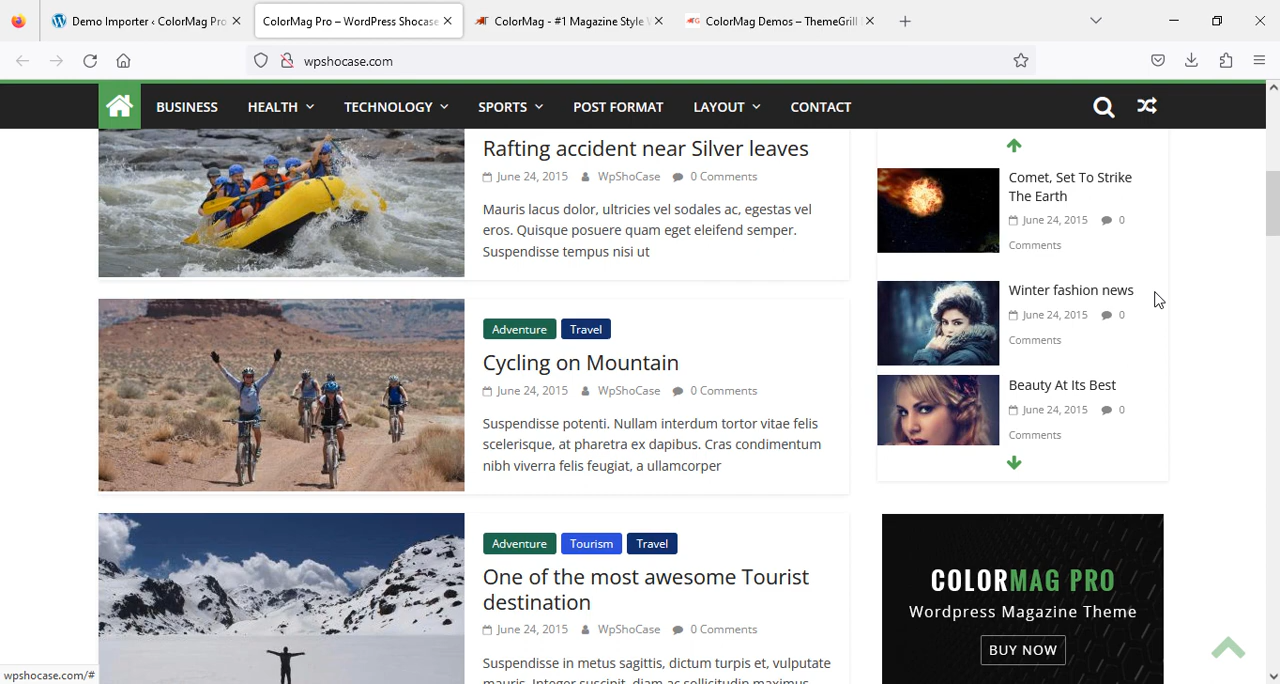 Demo Importer ‹ ColorMag Pro
ColorMag Pro – WordPress Shocase
ColorMag - #1 Magazine Style
ColorMag Demos – ThemeGrill
wpshocase.com
BUSINESS HEALTH TECHNOLOGY SPORTS POST FORMAT LAYOUT CONTACT
Rafting accident near Silver leaves
June 24, 2015 WpShoCase 0 Comments
Mauris lacus dolor, ultricies vel sodales ac, egestas vel
eros. Quisque posuere quam eget eleifend semper.
Suspendisse tempus nisi ut
Adventure Travel
Cycling on Mountain
June 24, 2015 WpShoCase 0 Comments
Suspendisse potenti. Nullam interdum tortor vitae felis
scelerisque, at pharetra ex dapibus. Cras condimentum
nibh viverra felis feugiat, a ullamcorper
Adventure Tourism Travel
One of the most awesome Tourist
destination
June 24, 2015 WpShoCase 0 Comments
Suspendisse in metus sagittis, dictum turpis et, vulputate
mauris. Integer suscipit, diam ac sollicitudin maximus
Comet, Set To Strike
The Earth
June 24, 2015 0
Comments
Winter fashion news
June 24, 2015 0
Comments
Beauty At Its Best
June 24, 2015 0
Comments
COLORMAG PRO
Wordpress Magazine Theme
BUY NOW
wpshocase.com/#